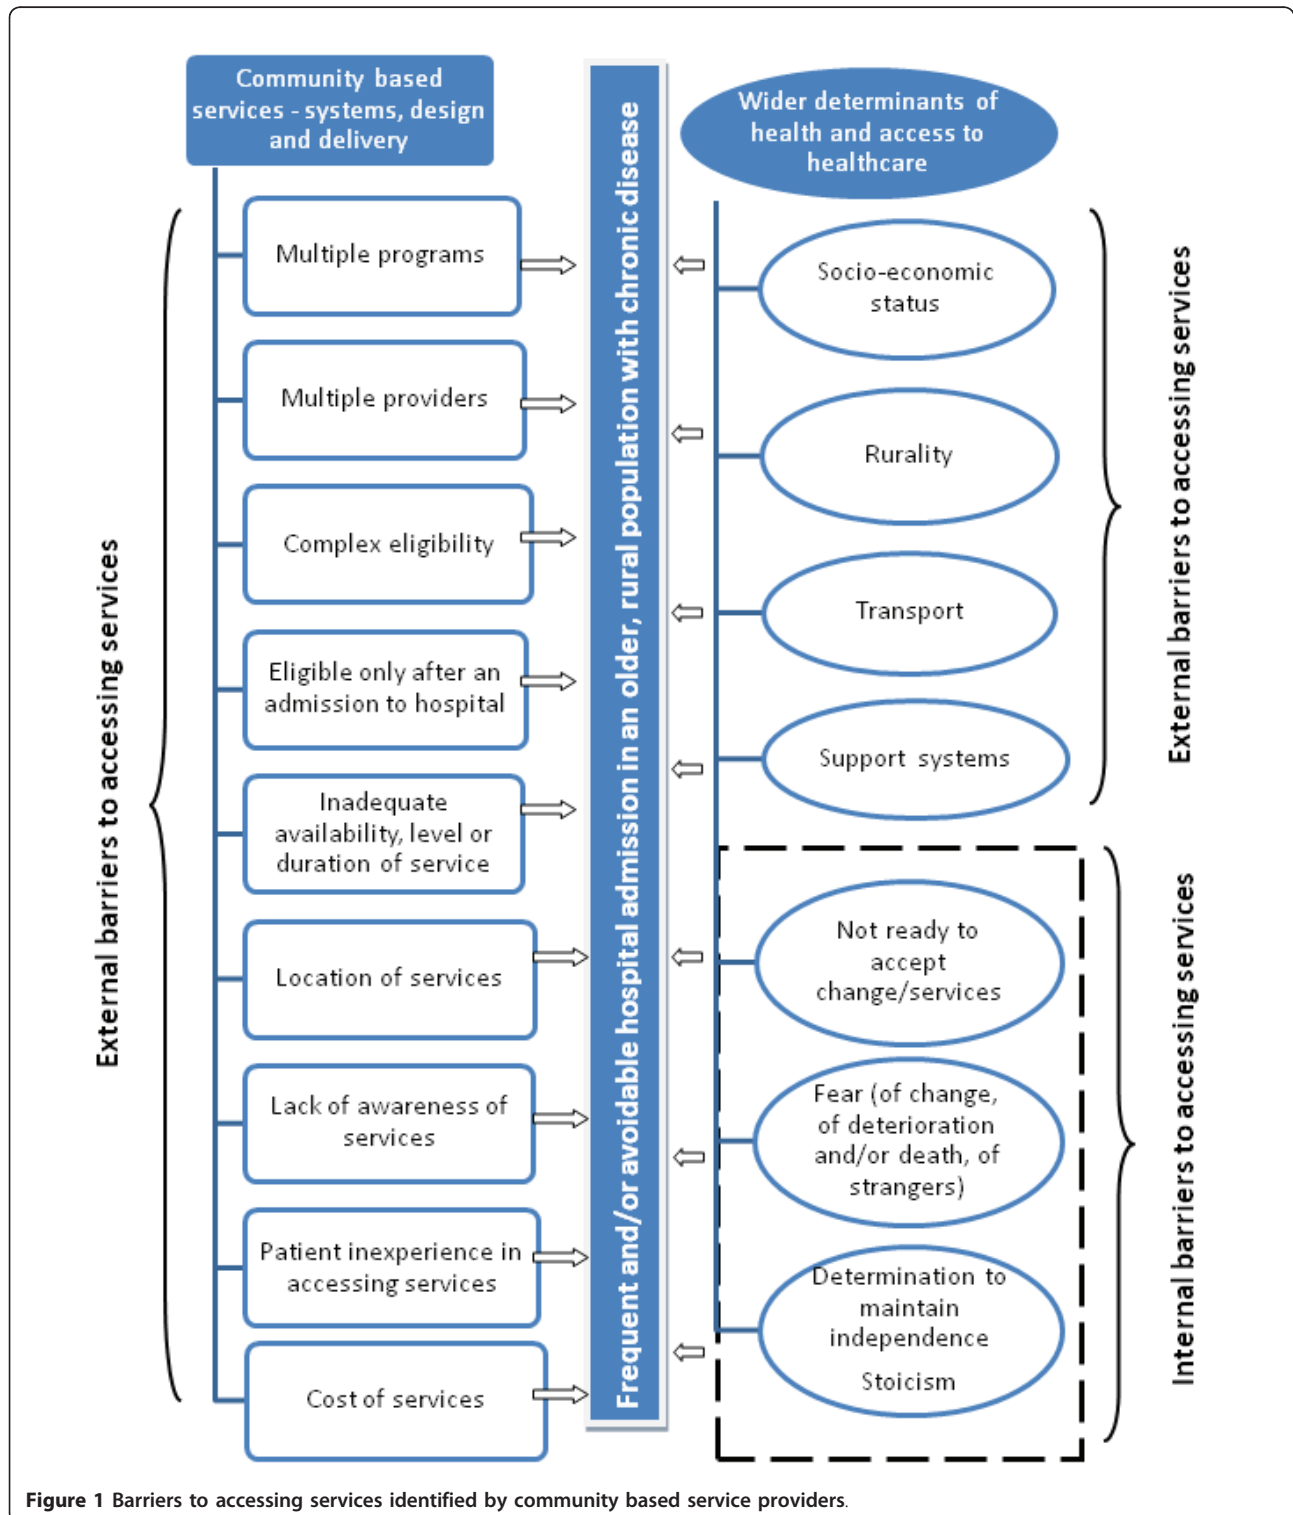 Community based
services - systems, design
and delivery
External barriers to accessing services
Multiple programs
Multiple providers
Complex eligibility
Eligible only after an
admission to hospital
Inadequate
availability, level or
duration of service
Location of services
Lack of awareness of
services
Patient inexperience in
accessing services
Cost of services
Frequent and/or avoidable hospital admission in an older, rural population with chronic disease
Wider determinants of
health and access to
healthcare
Socio-economic
status
Rurality
Transport
Support systems
External barriers to accessing services
Not ready to
accept
change/services
Fear (of change,
of deterioration
and/or death, of
strangers)
Determination to
maintain
independence
Stoicism
Internal barriers to accessing services
Figure 1 Barriers to accessing services identified by community based service providers.